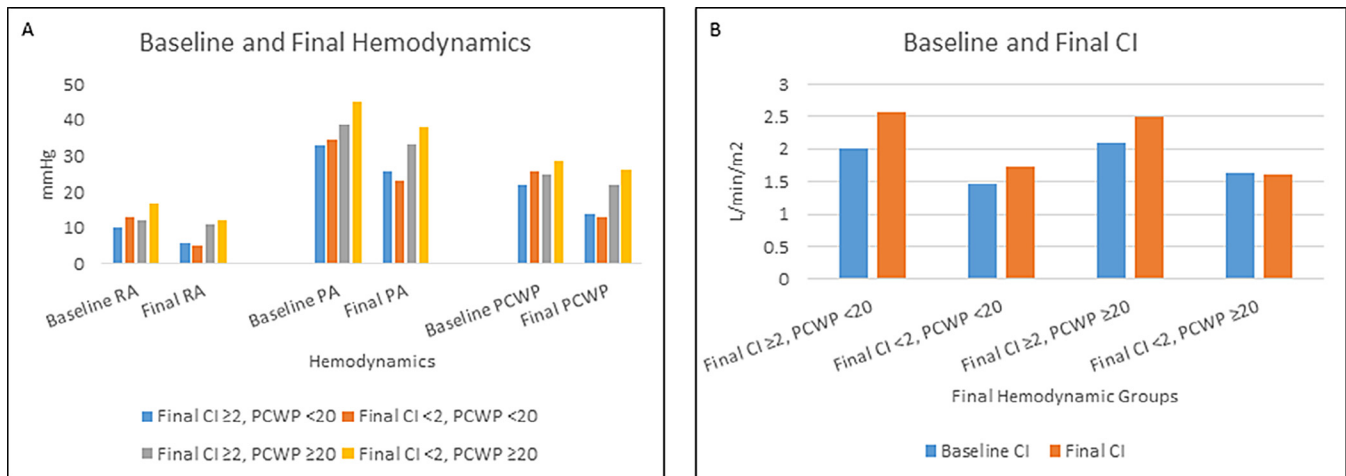 A
Baseline and Final Hemodynamics
50
40
30
20
10
0
mmHg
Baseline RA
Final RA
Baseline PA
Final PA
Baseline PCWP
Final PCWP
Hemodynamics
Final CI ≥2, PCWP <20
Final CI <2, PCWP <20
Final CI ≥2, PCWP ≥20
Final CI <2, PCWP ≥20
B
Baseline and Final CI
3
2.5
2
1.5
1
0.5
0
L/min/m2
Final CI ≥2, PCWP <20
Final CI <2, PCWP <20
Final CI ≥2, PCWP ≥20
Final CI <2, PCWP ≥20
Final Hemodynamic Groups
Baseline CI
Final CI